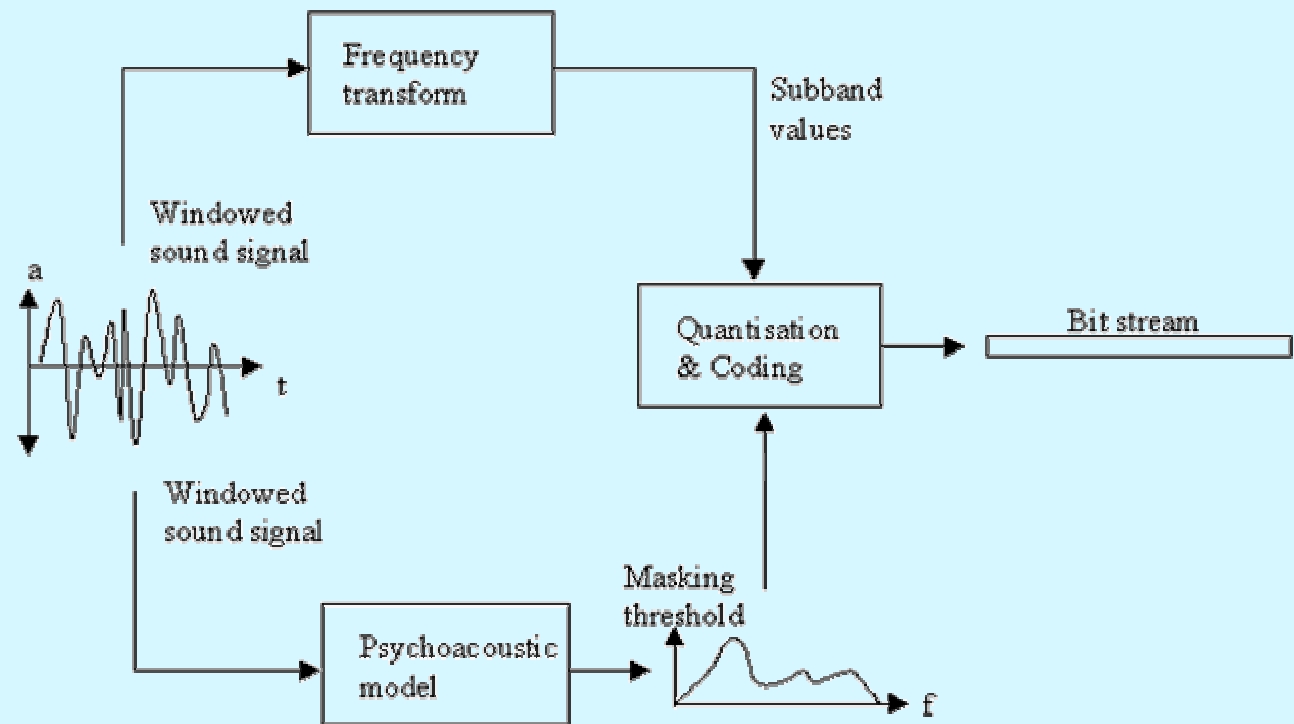 Frequency
transform
Subband
values
Windowed
sound signal
a
t
Quantisation
& Coding
Bit stream
Windowed
sound signal
Masking
threshold
Psychoacoustic
model
f